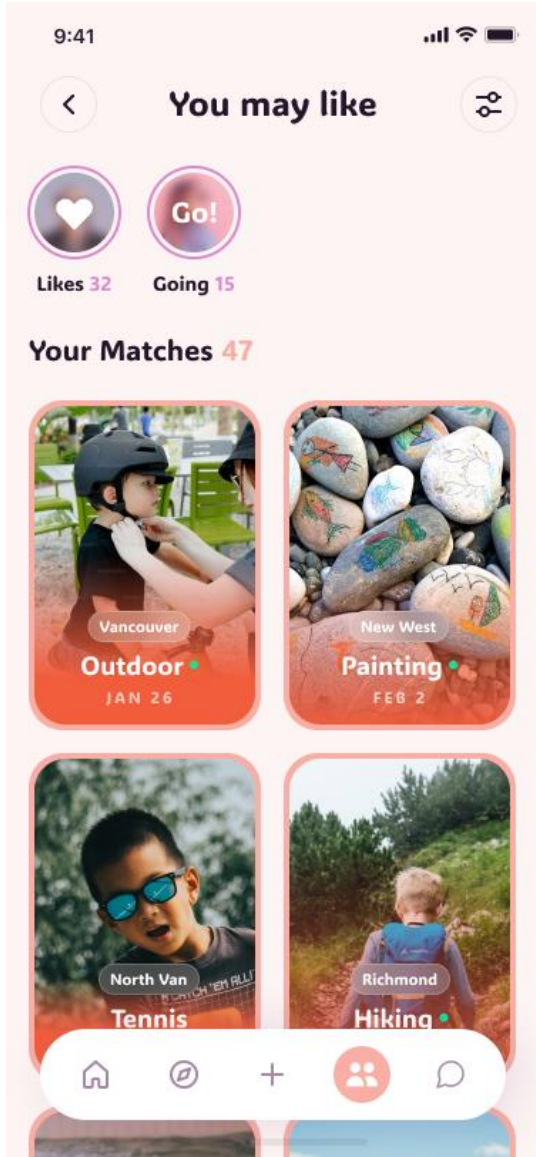 9:41
You may like
Go!
Likes 32
Going 15
Your Matches 47
Vancouver
Outdoor
JAN 26
New West
Painting
FEB 2
North Van
Tennis
Richmond
Hiking